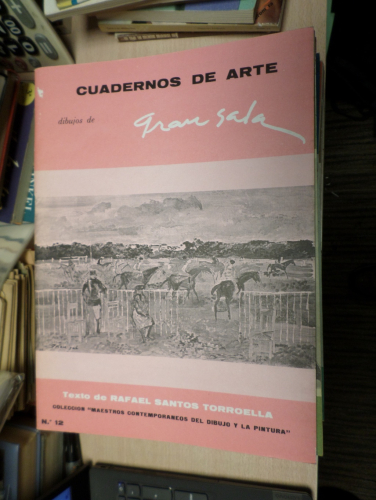 CUADERNOS DE ARTE
dibujos de
grau sala
Texto de RAFAEL SANTOS TORROELLA
COLECCION "MAESTROS CONTEMPORANEOS DEL DIBUJO Y LA PINTURA"
N.º 12